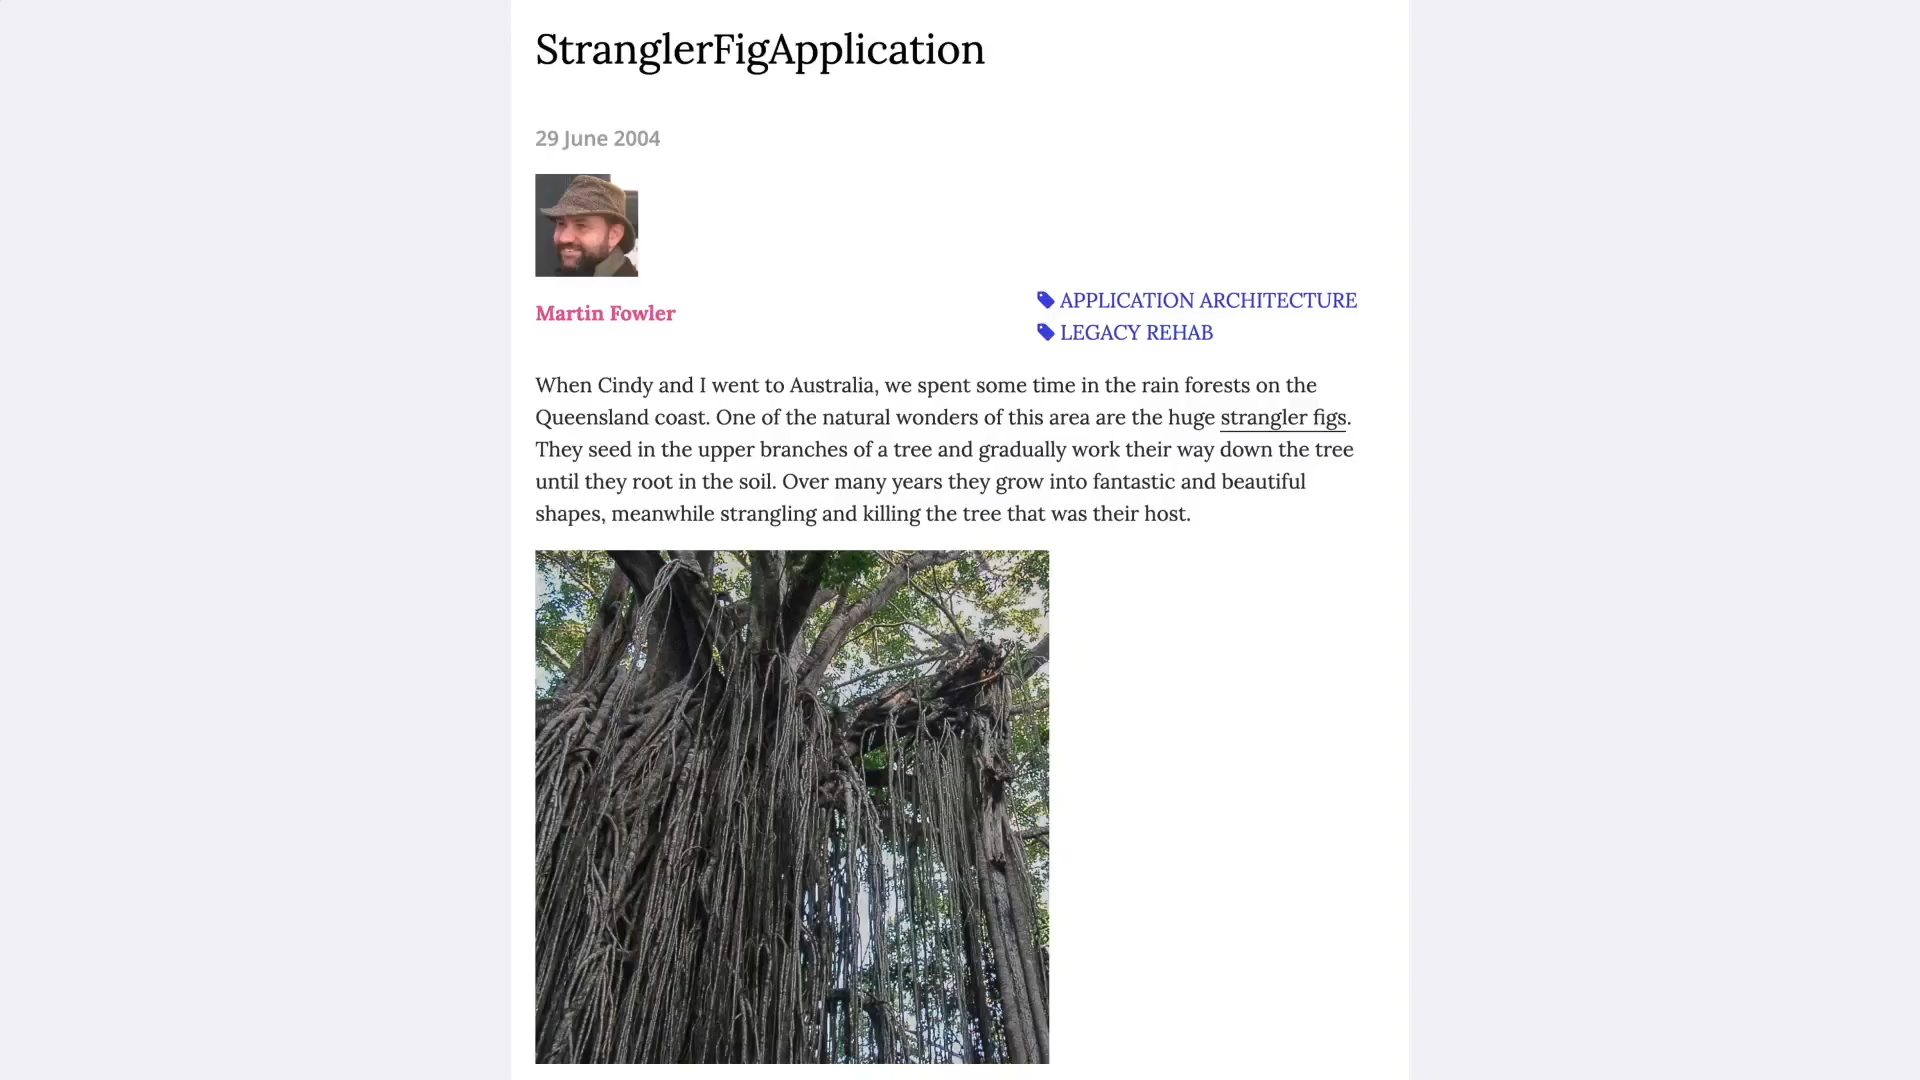 StranglerFigApplication
29 June 2004
Martin Fowler
APPLICATION ARCHITECTURE
LEGACY REHAB
When Cindy and I went to Australia, we spent some time in the rain forests on the
Queensland coast. One of the natural wonders of this area are the huge strangler figs.
They seed in the upper branches of a tree and gradually work their way down the tree
until they root in the soil. Over many years they grow into fantastic and beautiful
shapes, meanwhile strangling and killing the tree that was their host.